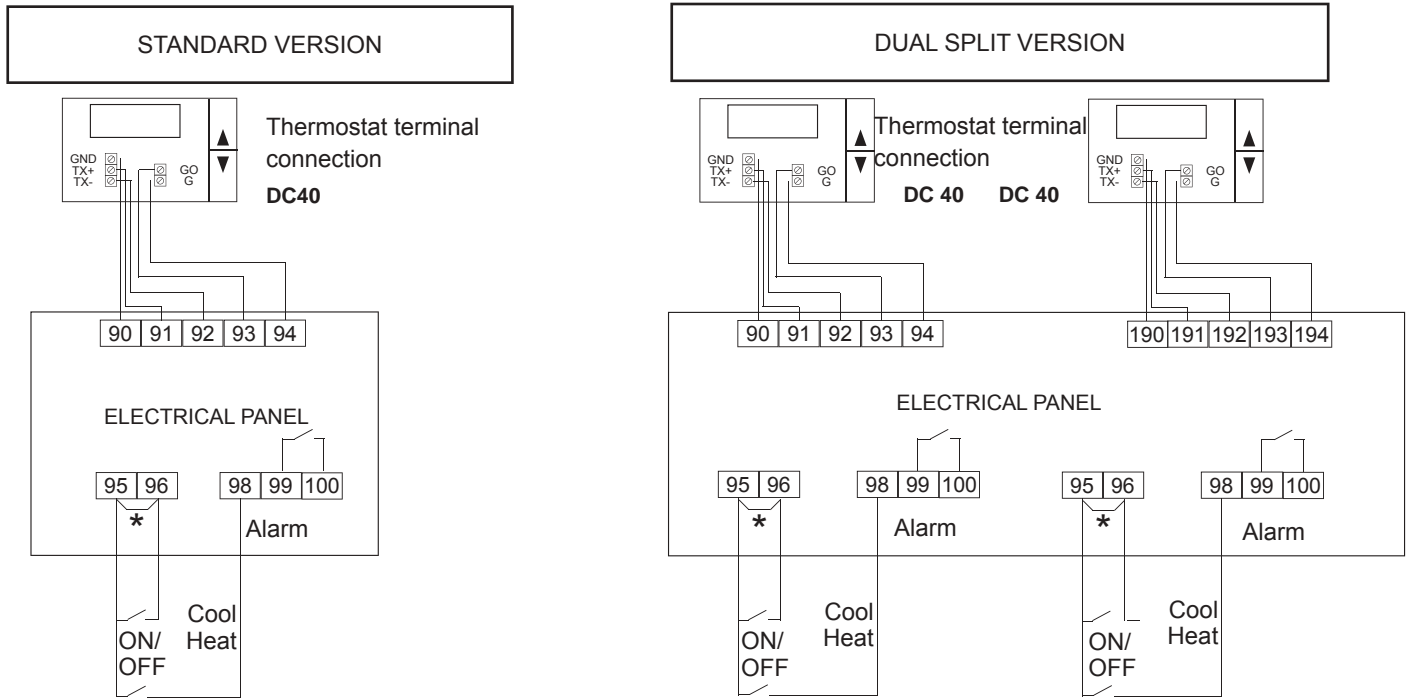 STANDARD VERSION
GND
TX+
TX-
GO
G
Thermostat terminal
connection
DC40
90 91 92 93 94
ELECTRICAL PANEL
95 96
98 99 100
*
Alarm
Cool
Heat
ON/
OFF
DUAL SPLIT VERSION
GND
TX+
TX-
GO
G
Thermostat terminal
connection
DC 40 DC 40
GND
TX+
TX-
GO
G
90 91 92 93 94
190 191 192 193 194
ELECTRICAL PANEL
95 96
98 99 100
*
Alarm
Cool
Heat
ON/
OFF
95 96
98 99 100
*
Alarm
Cool
Heat
ON/
OFF